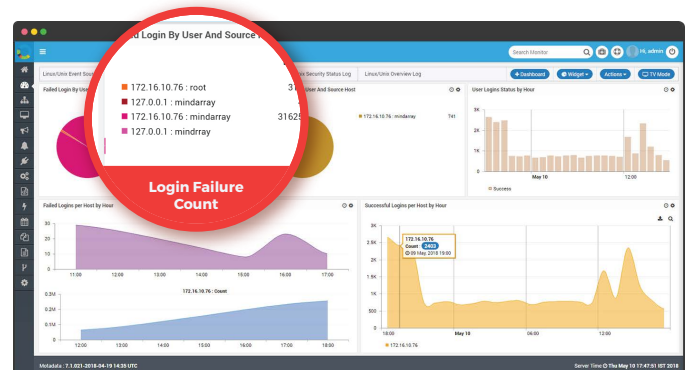 Search Monitor
Hi, admin
Linux/Unix Event Sour
ix Security Status Log
Linux/Unix Overview Log
+ Dashboard
Widget
Actions
TV Mode
d Login By User And Source H
172.16.10.76 : root 31
127.0.0.1 : mindarray
172.16.10.76 : mindarray 31625
127.0.0.1 : mindrray
Login Failure
Count
Failed Login By User
User And Source Host
172.16.10.76 : mindarray 741
User Logins Status by Hour
3K
2K
1K
0
May 10
12:00
Success
Failed Logins per Host by Hour
30
20
10
0
11:00 12:00 13:00 14:00 15:00 16:00 17:00
172.16.10.76 : Count
0.3M
0.2M
0.1M
0
12:00 13:00 14:00 15:00 16:00 17:00 18:00
Successful Logins per Host by Hour
3K
2.5K
2K
1.5K
1K
500
0
172.16.10.76
Count : 2403
09 May, 2018 19:00
18:00 May 10 06:00 12:00
172.16.10.76
Motadata : 7.1.021-2018-04-19 14:35 UTC
Server Time Thu May 10 17:47:51 IST 2018